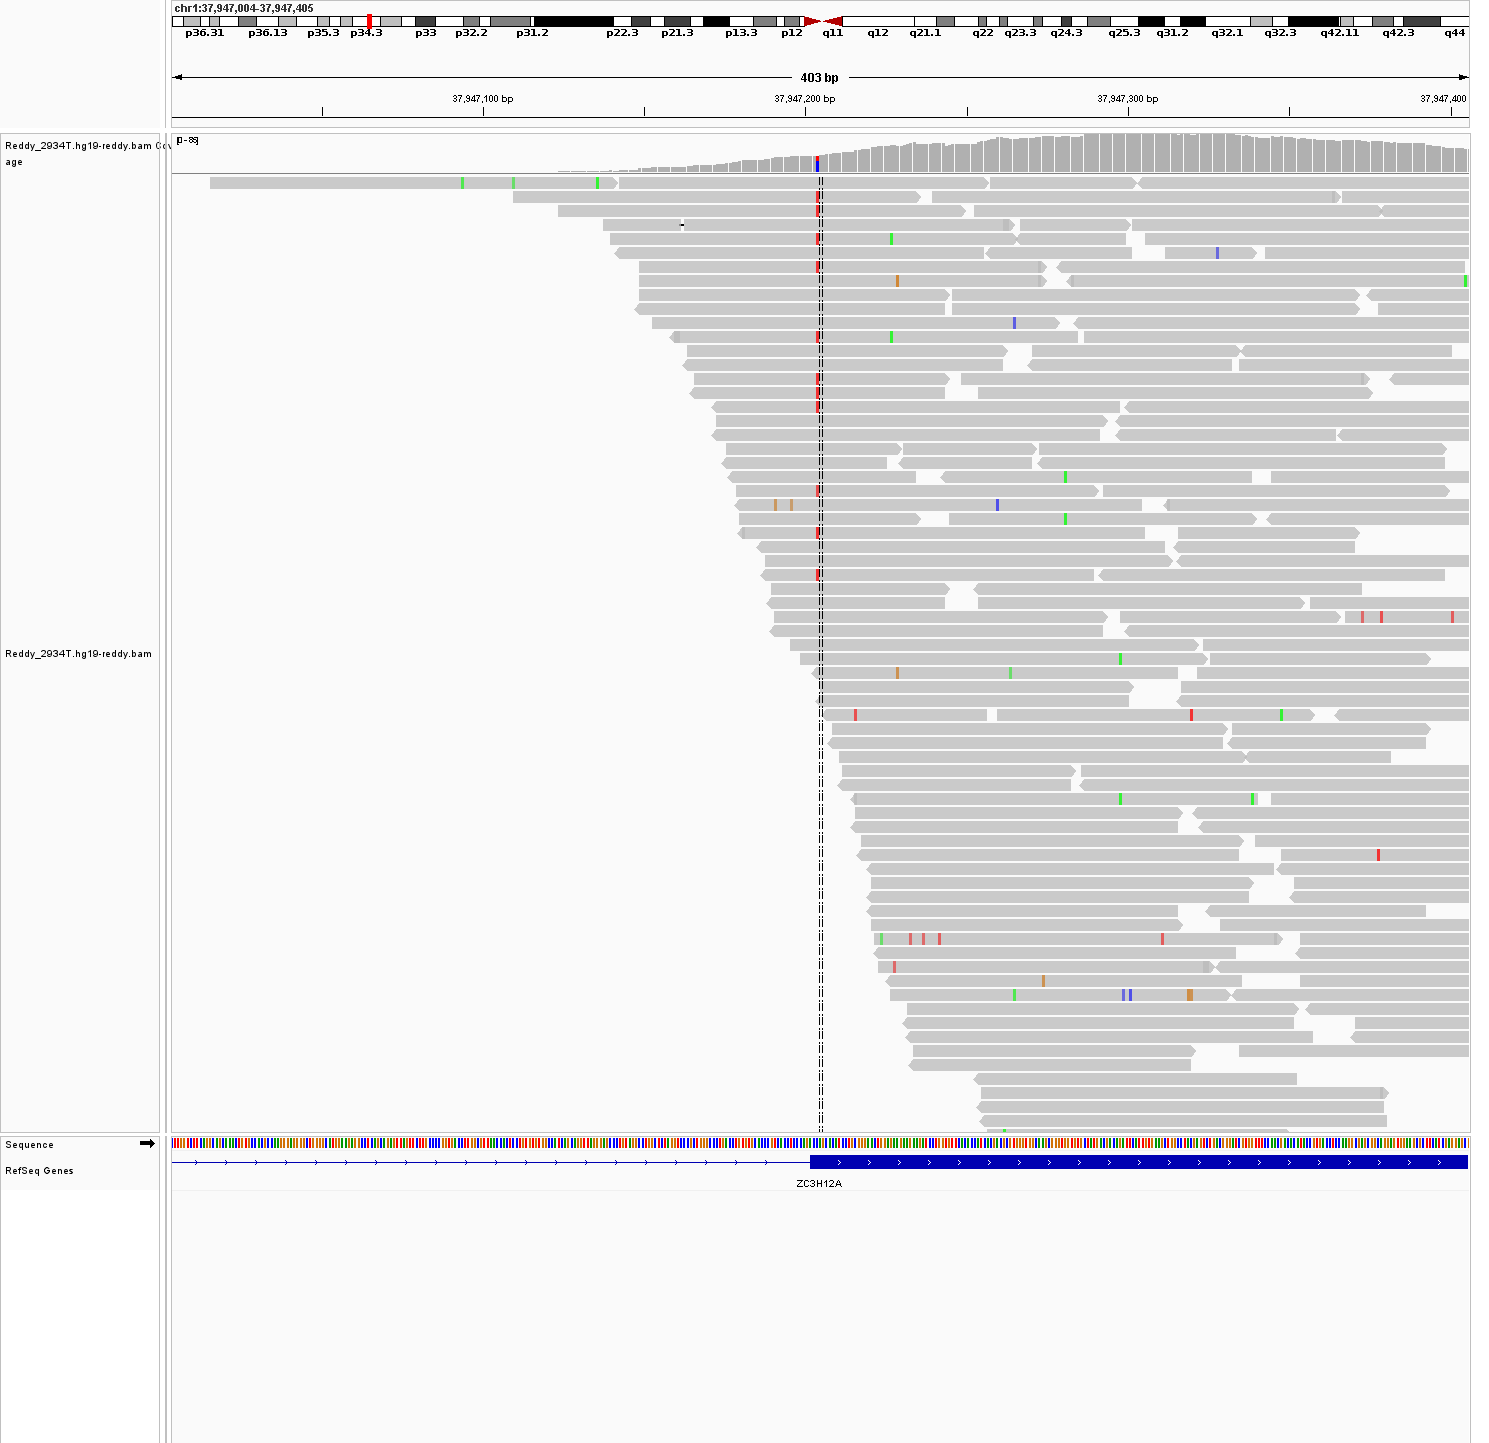 chr1:37,947,004-37,947,405
p36.31 p36.13 p35.3 p34.3 p33 p32.2 p31.2 p22.3 p21.3 p13.3 p12 q11 q12 q21.1 q22 q23.3 q24.3 q25.3 q31.2 q32.1 q32.3 q42.11 q42.3 q44
403 bp
37,947,100 bp 37,947,200 bp 37,947,300 bp 37,947,400
Reddy_2934T.hg19-reddy.bam Cov
age
Reddy_2934T.hg19-reddy.bam
Sequence
RefSeq Genes
ZC3H12A